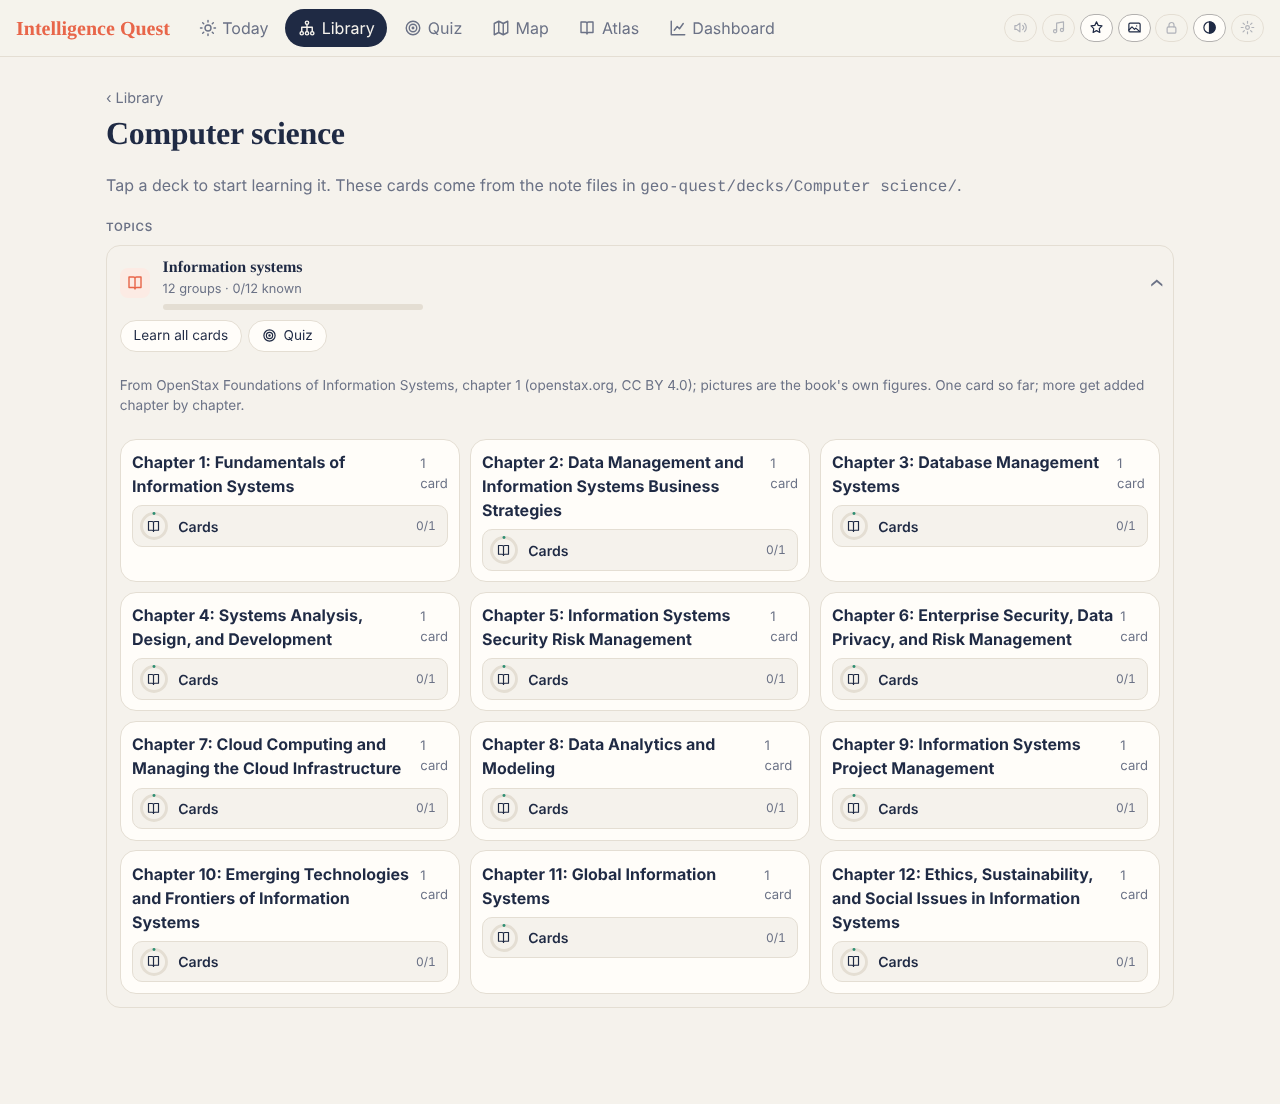 Intelligence Quest
Today
Library
Quiz
Map
Atlas
Dashboard
‹ Library
Computer science
Tap a deck to start learning it. These cards come from the note files in geo-quest/decks/Computer science/.
TOPICS
Information systems
12 groups · 0/12 known
Learn all cards
Quiz
From OpenStax Foundations of Information Systems, chapter 1 (openstax.org, CC BY 4.0); pictures are the book's own figures. One card so far; more get added
chapter by chapter.
Chapter 1: Fundamentals of
Information Systems
1
card
Cards
0/1
Chapter 2: Data Management and
Information Systems Business
Strategies
1
card
Cards
0/1
Chapter 3: Database Management
Systems
1
card
Cards
0/1
Chapter 4: Systems Analysis,
Design, and Development
1
card
Cards
0/1
Chapter 5: Information Systems
Security Risk Management
1
card
Cards
0/1
Chapter 6: Enterprise Security, Data
Privacy, and Risk Management
1
card
Cards
0/1
Chapter 7: Cloud Computing and
Managing the Cloud Infrastructure
1
card
Cards
0/1
Chapter 8: Data Analytics and
Modeling
1
card
Cards
0/1
Chapter 9: Information Systems
Project Management
1
card
Cards
0/1
Chapter 10: Emerging Technologies
and Frontiers of Information
Systems
1
card
Cards
0/1
Chapter 11: Global Information
Systems
1
card
Cards
0/1
Chapter 12: Ethics, Sustainability,
and Social Issues in Information
Systems
1
card
Cards
0/1